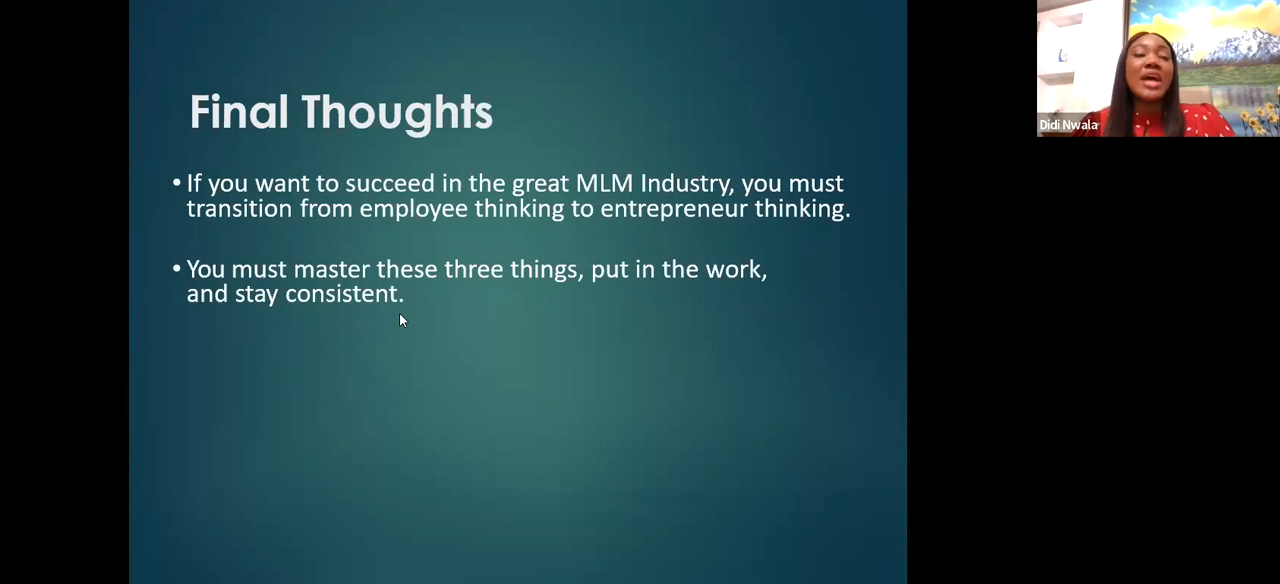 Final Thoughts
• If you want to succeed in the great MLM Industry, you must
transition from employee thinking to entrepreneur thinking.
• You must master these three things, put in the work,
and stay consistent.
Didi Nwala